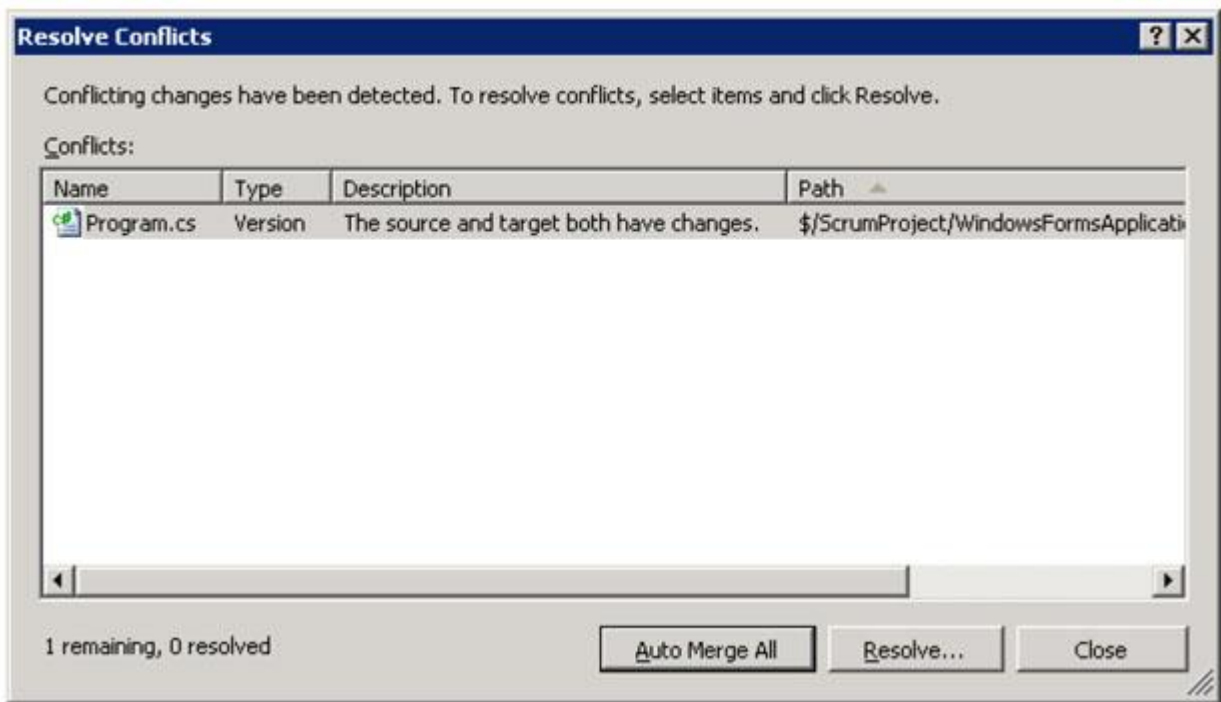 Resolve Conflicts
Conflicting changes have been detected. To resolve conflicts, select items and click Resolve.
Conflicts:
Name Type Description Path
Program.cs Version The source and target both have changes. $/ScrumProject/WindowsFormsApplicati
1 remaining, 0 resolved Auto Merge All Resolve... Close